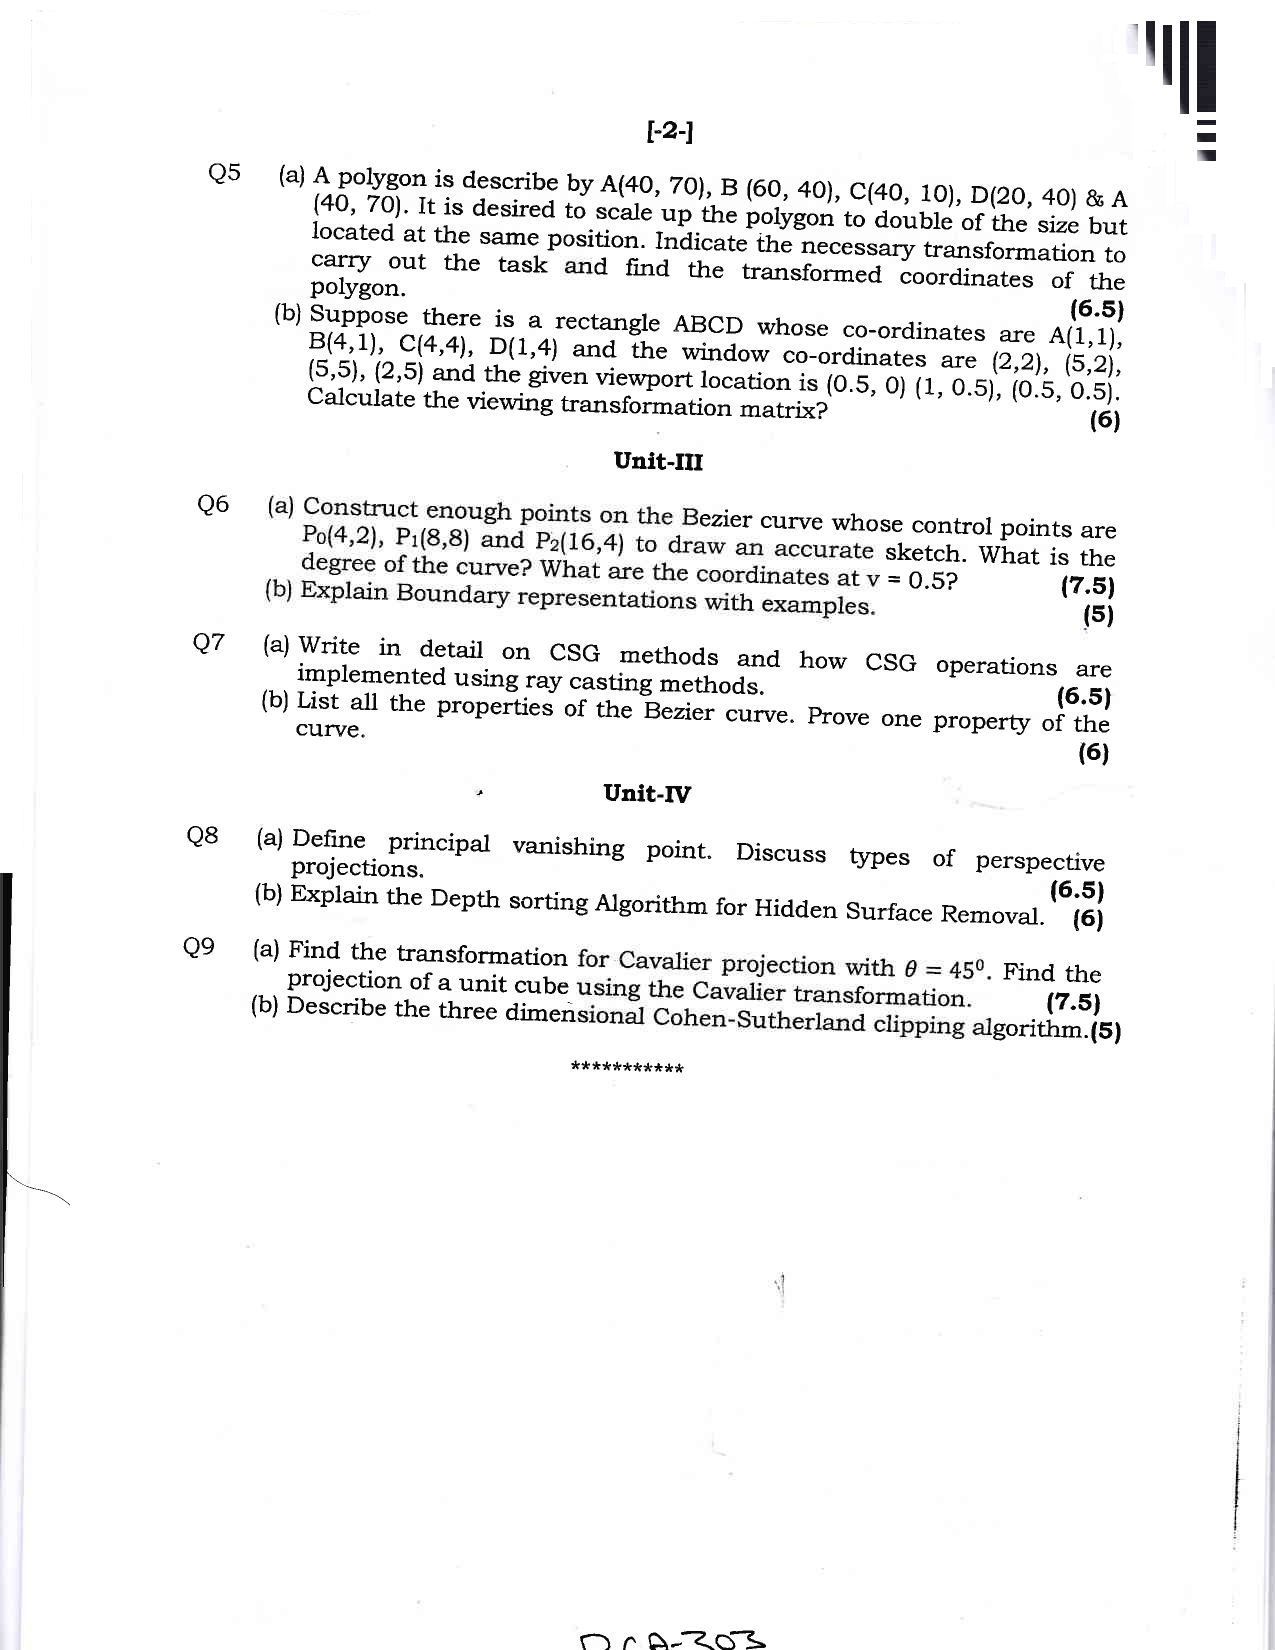 [-2-]
Q5 (a) A polygon is describe by A(40, 70), B (60, 40), C(40, 10), D(20, 40) & A
(40, 70). It is desired to scale up the polygon to double of the size but
located at the same position. Indicate the necessary transformation to
carry out the task and find the transformed coordinates of the
polygon. (6.5)
(b) Suppose there is a rectangle ABCD whose co-ordinates are A(1,1),
B(4,1), C(4,4), D(1,4) and the window co-ordinates are (2,2), (5,2),
(5,5), (2,5) and the given viewport location is (0.5, 0) (1, 0.5), (0.5, 0.5).
Calculate the viewing transformation matrix? (6)
Unit-III
Q6 (a) Construct enough points on the Bezier curve whose control points are
P₀(4,2), P₁(8,8) and P₂(16,4) to draw an accurate sketch. What is the
degree of the curve? What are the coordinates at v = 0.5? (7.5)
(b) Explain Boundary representations with examples. (5)
Q7 (a) Write in detail on CSG methods and how CSG operations are
implemented using ray casting methods. (6.5)
(b) List all the properties of the Bezier curve. Prove one property of the
curve. (6)
Unit-IV
Q8 (a) Define principal vanishing point. Discuss types of perspective
projections. (6.5)
(b) Explain the Depth sorting Algorithm for Hidden Surface Removal. (6)
Q9 (a) Find the transformation for Cavalier projection with θ = 45⁰. Find the
projection of a unit cube using the Cavalier transformation. (7.5)
(b) Describe the three dimensional Cohen-Sutherland clipping algorithm.(5)
***********